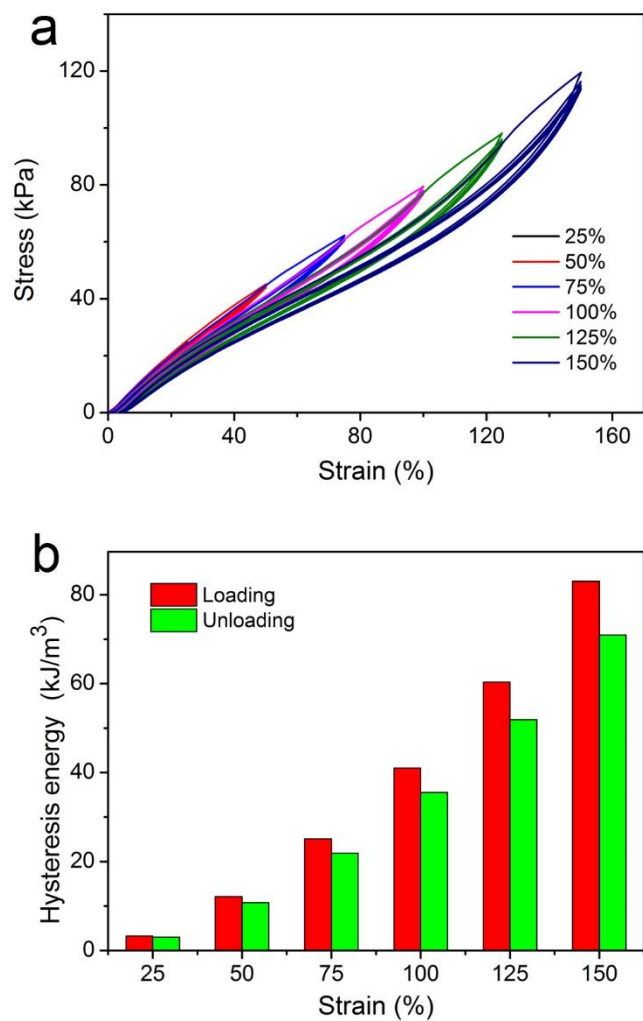 a
120
80
40
0
Stress (kPa)
25%
50%
75%
100%
125%
150%
0 40 80 120 160
Strain (%)
b
80
60
40
20
0
Hysteresis energy (kJ/m³)
Loading
Unloading
25 50 75 100 125 150
Strain (%)